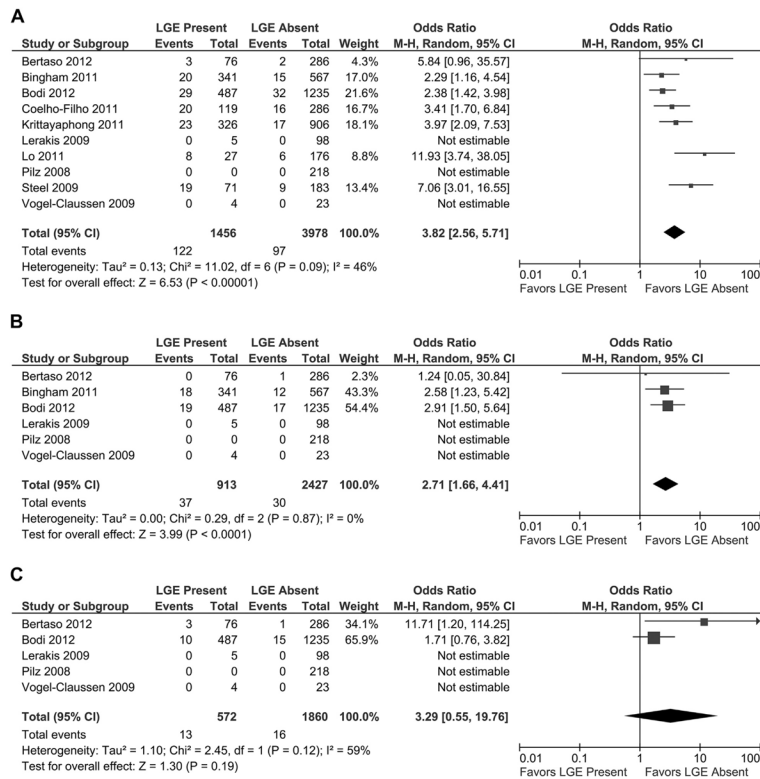 A
LGE Present LGE Absent Odds Ratio Odds Ratio
Study or Subgroup Events Total Events Total Weight M-H, Random, 95% CI M-H, Random, 95% CI
Bertaso 2012 3 76 2 286 4.3% 5.84 [0.96, 35.57]
Bingham 2011 20 341 15 567 17.0% 2.29 [1.16, 4.54]
Bodi 2012 29 487 32 1235 21.6% 2.38 [1.42, 3.98]
Coelho-Filho 2011 20 119 16 286 16.7% 3.41 [1.70, 6.84]
Krittayaphong 2011 23 326 17 906 18.1% 3.97 [2.09, 7.53]
Lerakis 2009 0 5 0 98 Not estimable
Lo 2011 8 27 6 176 8.8% 11.93 [3.74, 38.05]
Pilz 2008 0 0 0 218 Not estimable
Steel 2009 19 71 9 183 13.4% 7.06 [3.01, 16.55]
Vogel-Claussen 2009 0 4 0 23 Not estimable
Total (95% CI) 1456 3978 100.0% 3.82 [2.56, 5.71]
Total events 122 97
Heterogeneity: Tau² = 0.13; Chi² = 11.02, df = 6 (P = 0.09); I² = 46%
Test for overall effect: Z = 6.53 (P < 0.00001)
0.01 0.1 1 10 100
Favors LGE Present Favors LGE Absent
B
LGE Present LGE Absent Odds Ratio Odds Ratio
Study or Subgroup Events Total Events Total Weight M-H, Random, 95% CI M-H, Random, 95% CI
Bertaso 2012 0 76 1 286 2.3% 1.24 [0.05, 30.84]
Bingham 2011 18 341 12 567 43.3% 2.58 [1.23, 5.42]
Bodi 2012 19 487 17 1235 54.4% 2.91 [1.50, 5.64]
Lerakis 2009 0 5 0 98 Not estimable
Pilz 2008 0 0 0 218 Not estimable
Vogel-Claussen 2009 0 4 0 23 Not estimable
Total (95% CI) 913 2427 100.0% 2.71 [1.66, 4.41]
Total events 37 30
Heterogeneity: Tau² = 0.00; Chi² = 0.29, df = 2 (P = 0.87); I² = 0%
Test for overall effect: Z = 3.99 (P < 0.0001)
0.01 0.1 1 10 100
Favors LGE Present Favors LGE Absent
C
LGE Present LGE Absent Odds Ratio Odds Ratio
Study or Subgroup Events Total Events Total Weight M-H, Random, 95% CI M-H, Random, 95% CI
Bertaso 2012 3 76 1 286 34.1% 11.71 [1.20, 114.25]
Bodi 2012 10 487 15 1235 65.9% 1.71 [0.76, 3.82]
Lerakis 2009 0 5 0 98 Not estimable
Pilz 2008 0 0 0 218 Not estimable
Vogel-Claussen 2009 0 4 0 23 Not estimable
Total (95% CI) 572 1860 100.0% 3.29 [0.55, 19.76]
Total events 13 16
Heterogeneity: Tau² = 1.10; Chi² = 2.45, df = 1 (P = 0.12); I² = 59%
Test for overall effect: Z = 1.30 (P = 0.19)
0.01 0.1 1 10 100
Favors LGE Present Favors LGE Absent